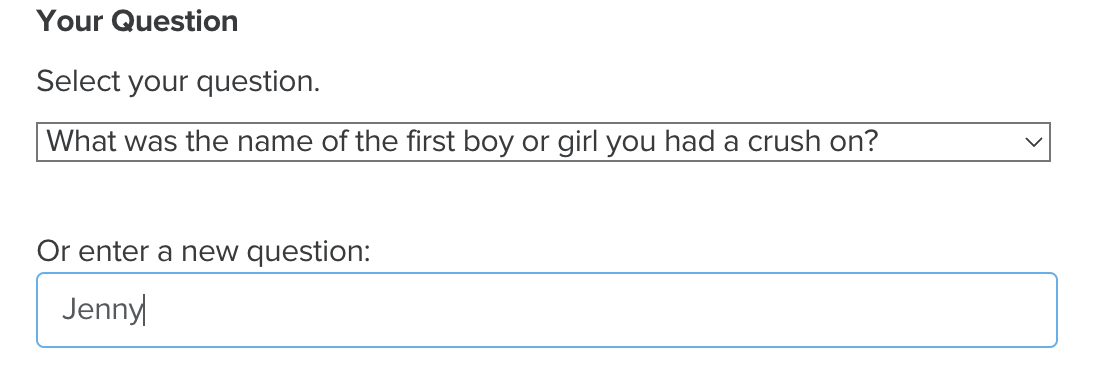 Your Question
Select your question.
What was the name of the first boy or girl you had a crush on?
Or enter a new question:
Jenny